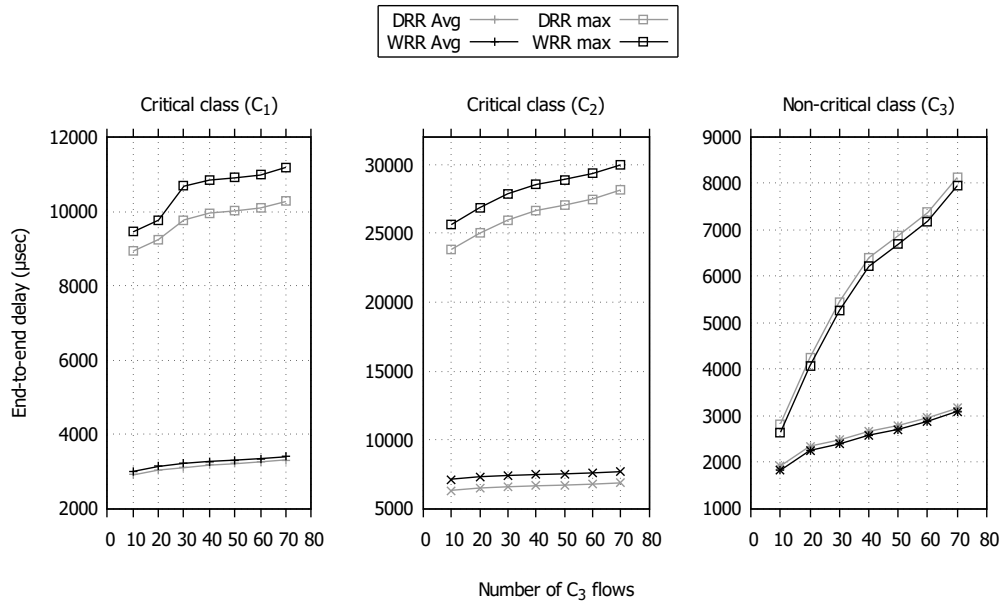 DRR Avg DRR max
WRR Avg WRR max
Critical class (C₁) Critical class (C₂) Non-critical class (C₃)
End-to-end delay (µsec)
12000
10000
8000
6000
4000
2000
0 10 20 30 40 50 60 70 80
30000
25000
20000
15000
10000
5000
0 10 20 30 40 50 60 70 80
9000
8000
7000
6000
5000
4000
3000
2000
1000
0 10 20 30 40 50 60 70 80
Number of C₃ flows